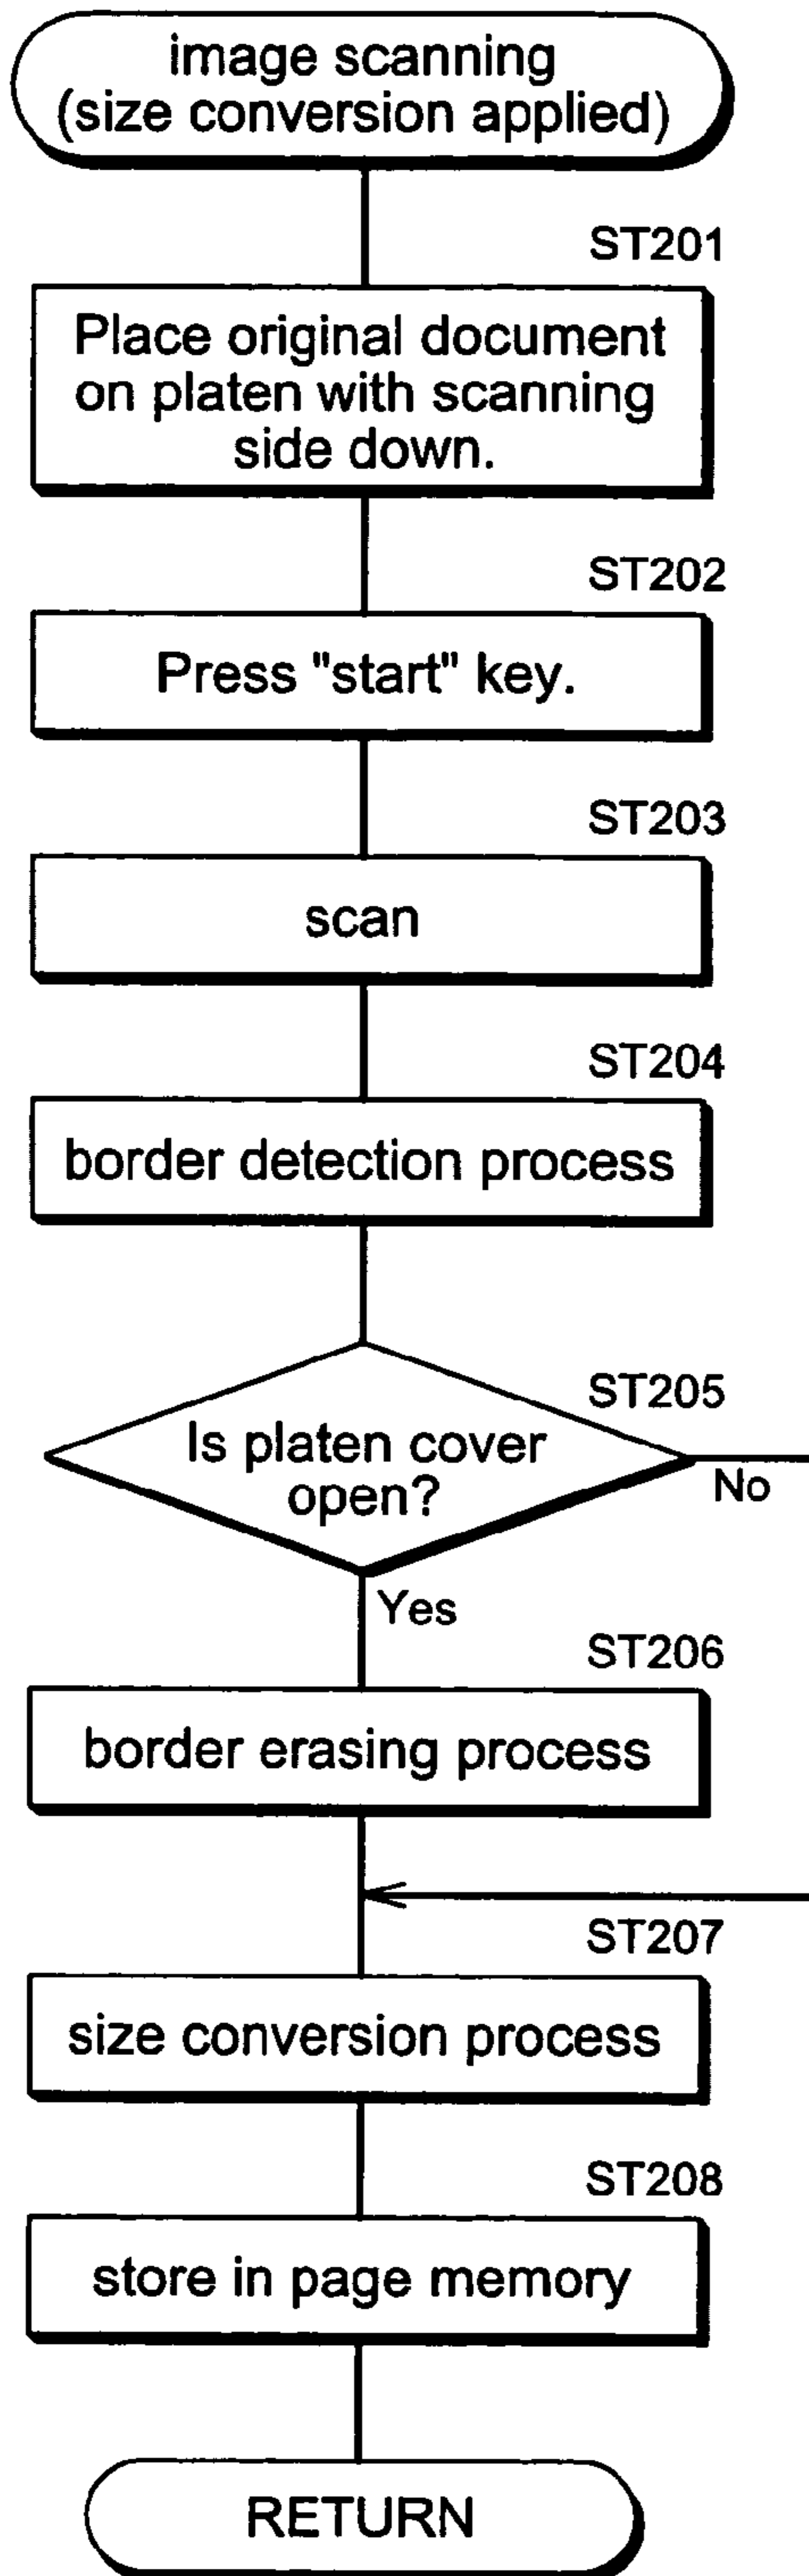 image scanning
(size conversion applied)
ST201
Place original document
on platen with scanning
side down.
ST202
Press "start" key.
ST203
scan
ST204
border detection process
ST205
Is platen cover
open?
No
Yes
ST206
border erasing process
ST207
size conversion process
ST208
store in page memory
RETURN